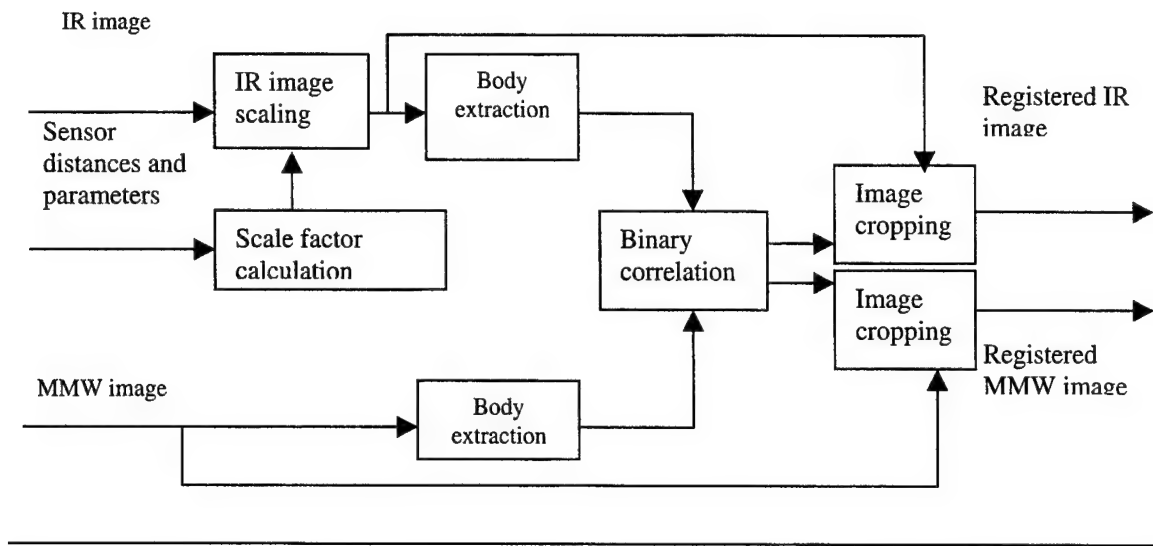 IR image
IR image
scaling
Body
extraction
Registered IR
image
Sensor
distances and
parameters
Image
cropping
Scale factor
calculation
Binary
correlation
Image
cropping
Registered
MMW image
MMW image
Body
extraction